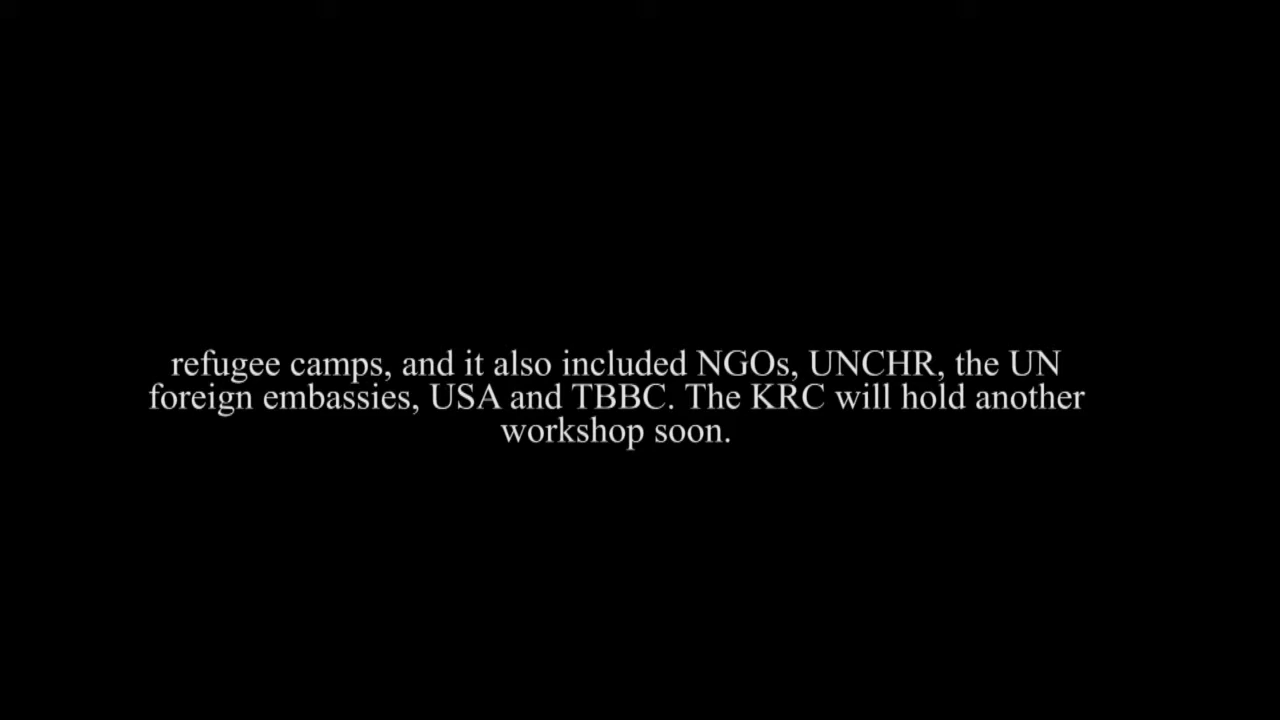 refugee camps, and it also included NGOs, UNCHR, the UN
foreign embassies, USA and TBBC. The KRC will hold another
workshop soon.